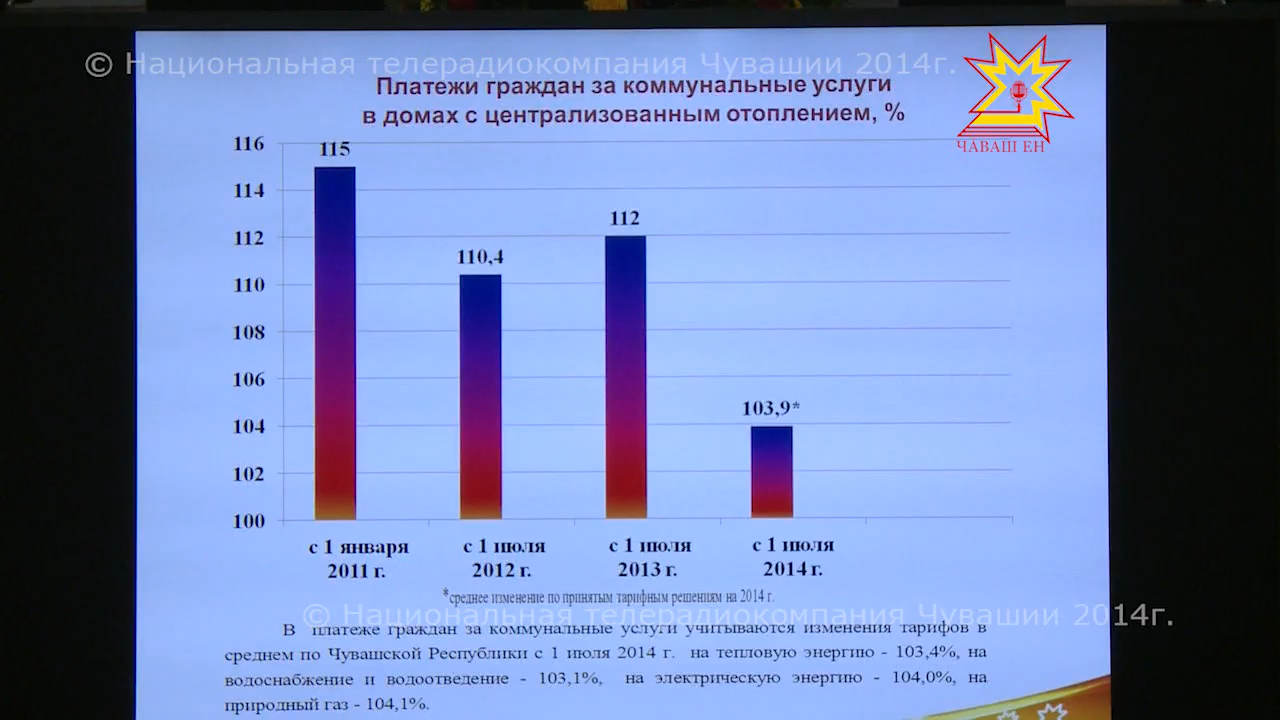 © Национальная телерадиокомпания Чувашии 2014г.
Платежи граждан за коммунальные услуги
в домах с централизованным отоплением, %
ЧАВАШ ЕН
116
114
112
110
108
106
104
102
100
115
110,4
112
103,9*
с 1 января
2011 г.
с 1 июля
2012 г.
с 1 июля
2013 г.
с 1 июля
2014 г.
*среднее изменение по принятым тарифным решениям на 2014 г.
© Национальная телерадиокомпания Чувашии 2014г.
В платеже граждан за коммунальные услуги учитываются изменения тарифов в
среднем по Чувашской Республики с 1 июля 2014 г. на тепловую энергию - 103,4%, на
водоснабжение и водоотведение - 103,1%, на электрическую энергию - 104,0%, на
природный газ - 104,1%.